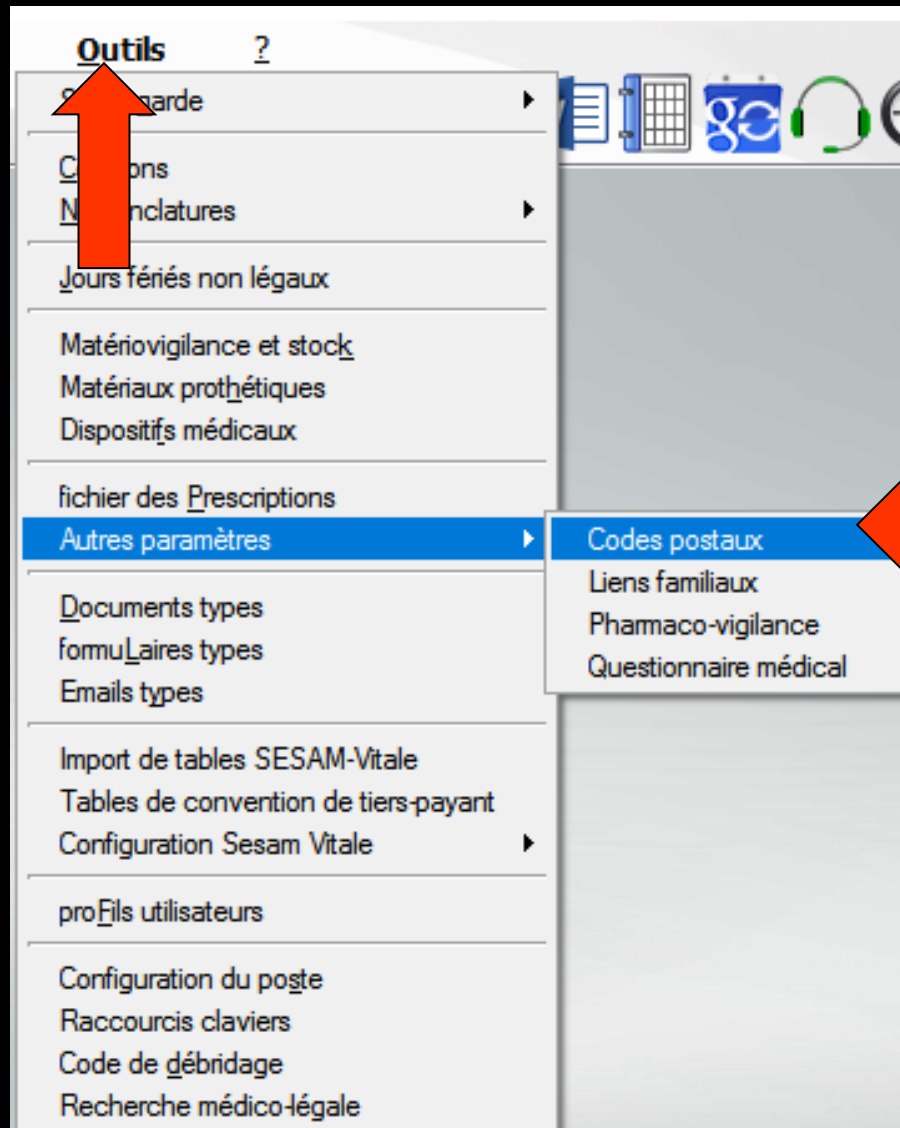 Outils ?
garde
ons
nclatures
Jours fériés non légaux
Matériovigilance et stock
Matériaux prothétiques
Dispositifs médicaux
fichier des Prescriptions
Autres paramètres
Codes postaux
Liens familiaux
Pharmaco-vigilance
Questionnaire médical
Documents types
formuLaires types
Emails types
Import de tables SESAM-Vitale
Tables de convention de tiers-payant
Configuration Sesam Vitale
proFils utilisateurs
Configuration du poste
Raccourcis claviers
Code de débridage
Recherche médico-légale